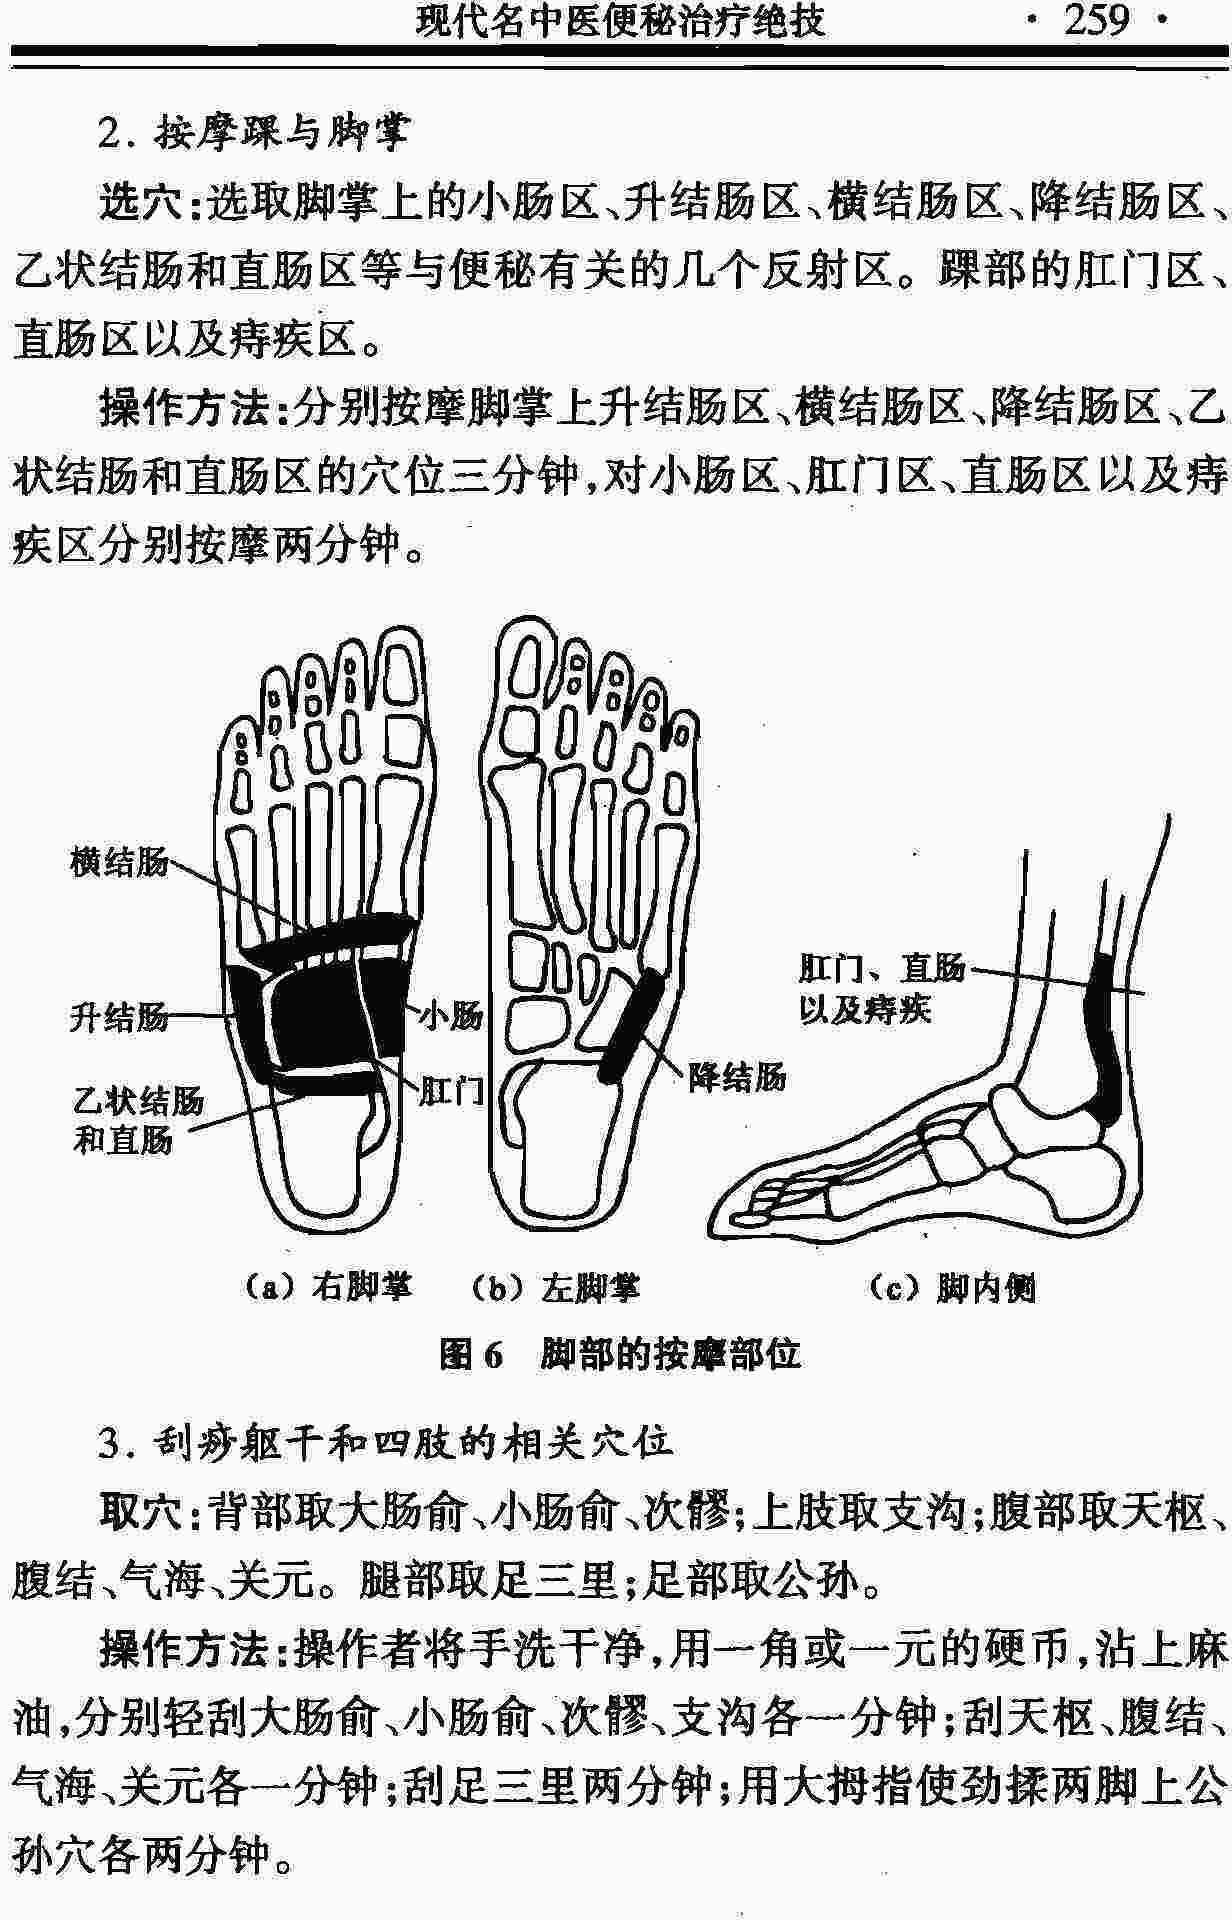 现代名中医便秘治疗绝技 · 259 ·
2. 按摩踝与脚掌
选穴:选取脚掌上的小肠区、升结肠区、横结肠区、降结肠区、
乙状结肠和直肠区等与便秘有关的几个反射区。踝部的肛门区、
直肠区以及痔疾区。
操作方法:分别按摩脚掌上升结肠区、横结肠区、降结肠区、乙
状结肠和直肠区的穴位三分钟,对小肠区、肛门区、直肠区以及痔
疾区分别按摩两分钟。
横结肠
升结肠
小肠
肛门
乙状结肠
和直肠
降结肠
肛门、直肠
以及痔疾
(a) 右脚掌 (b) 左脚掌 (c) 脚内侧
图 6 脚部的按摩部位
3. 刮痧躯干和四肢的相关穴位
取穴:背部取大肠俞、小肠俞、次髎;上肢取支沟;腹部取天枢、
腹结、气海、关元。腿部取足三里;足部取公孙。
操作方法:操作者将手洗干净,用一角或一元的硬币,沾上麻
油,分别轻刮大肠俞、小肠俞、次髎、支沟各一分钟;刮天枢、腹结、
气海、关元各一分钟;刮足三里两分钟;用大拇指使劲揉两脚上公
孙穴各两分钟。